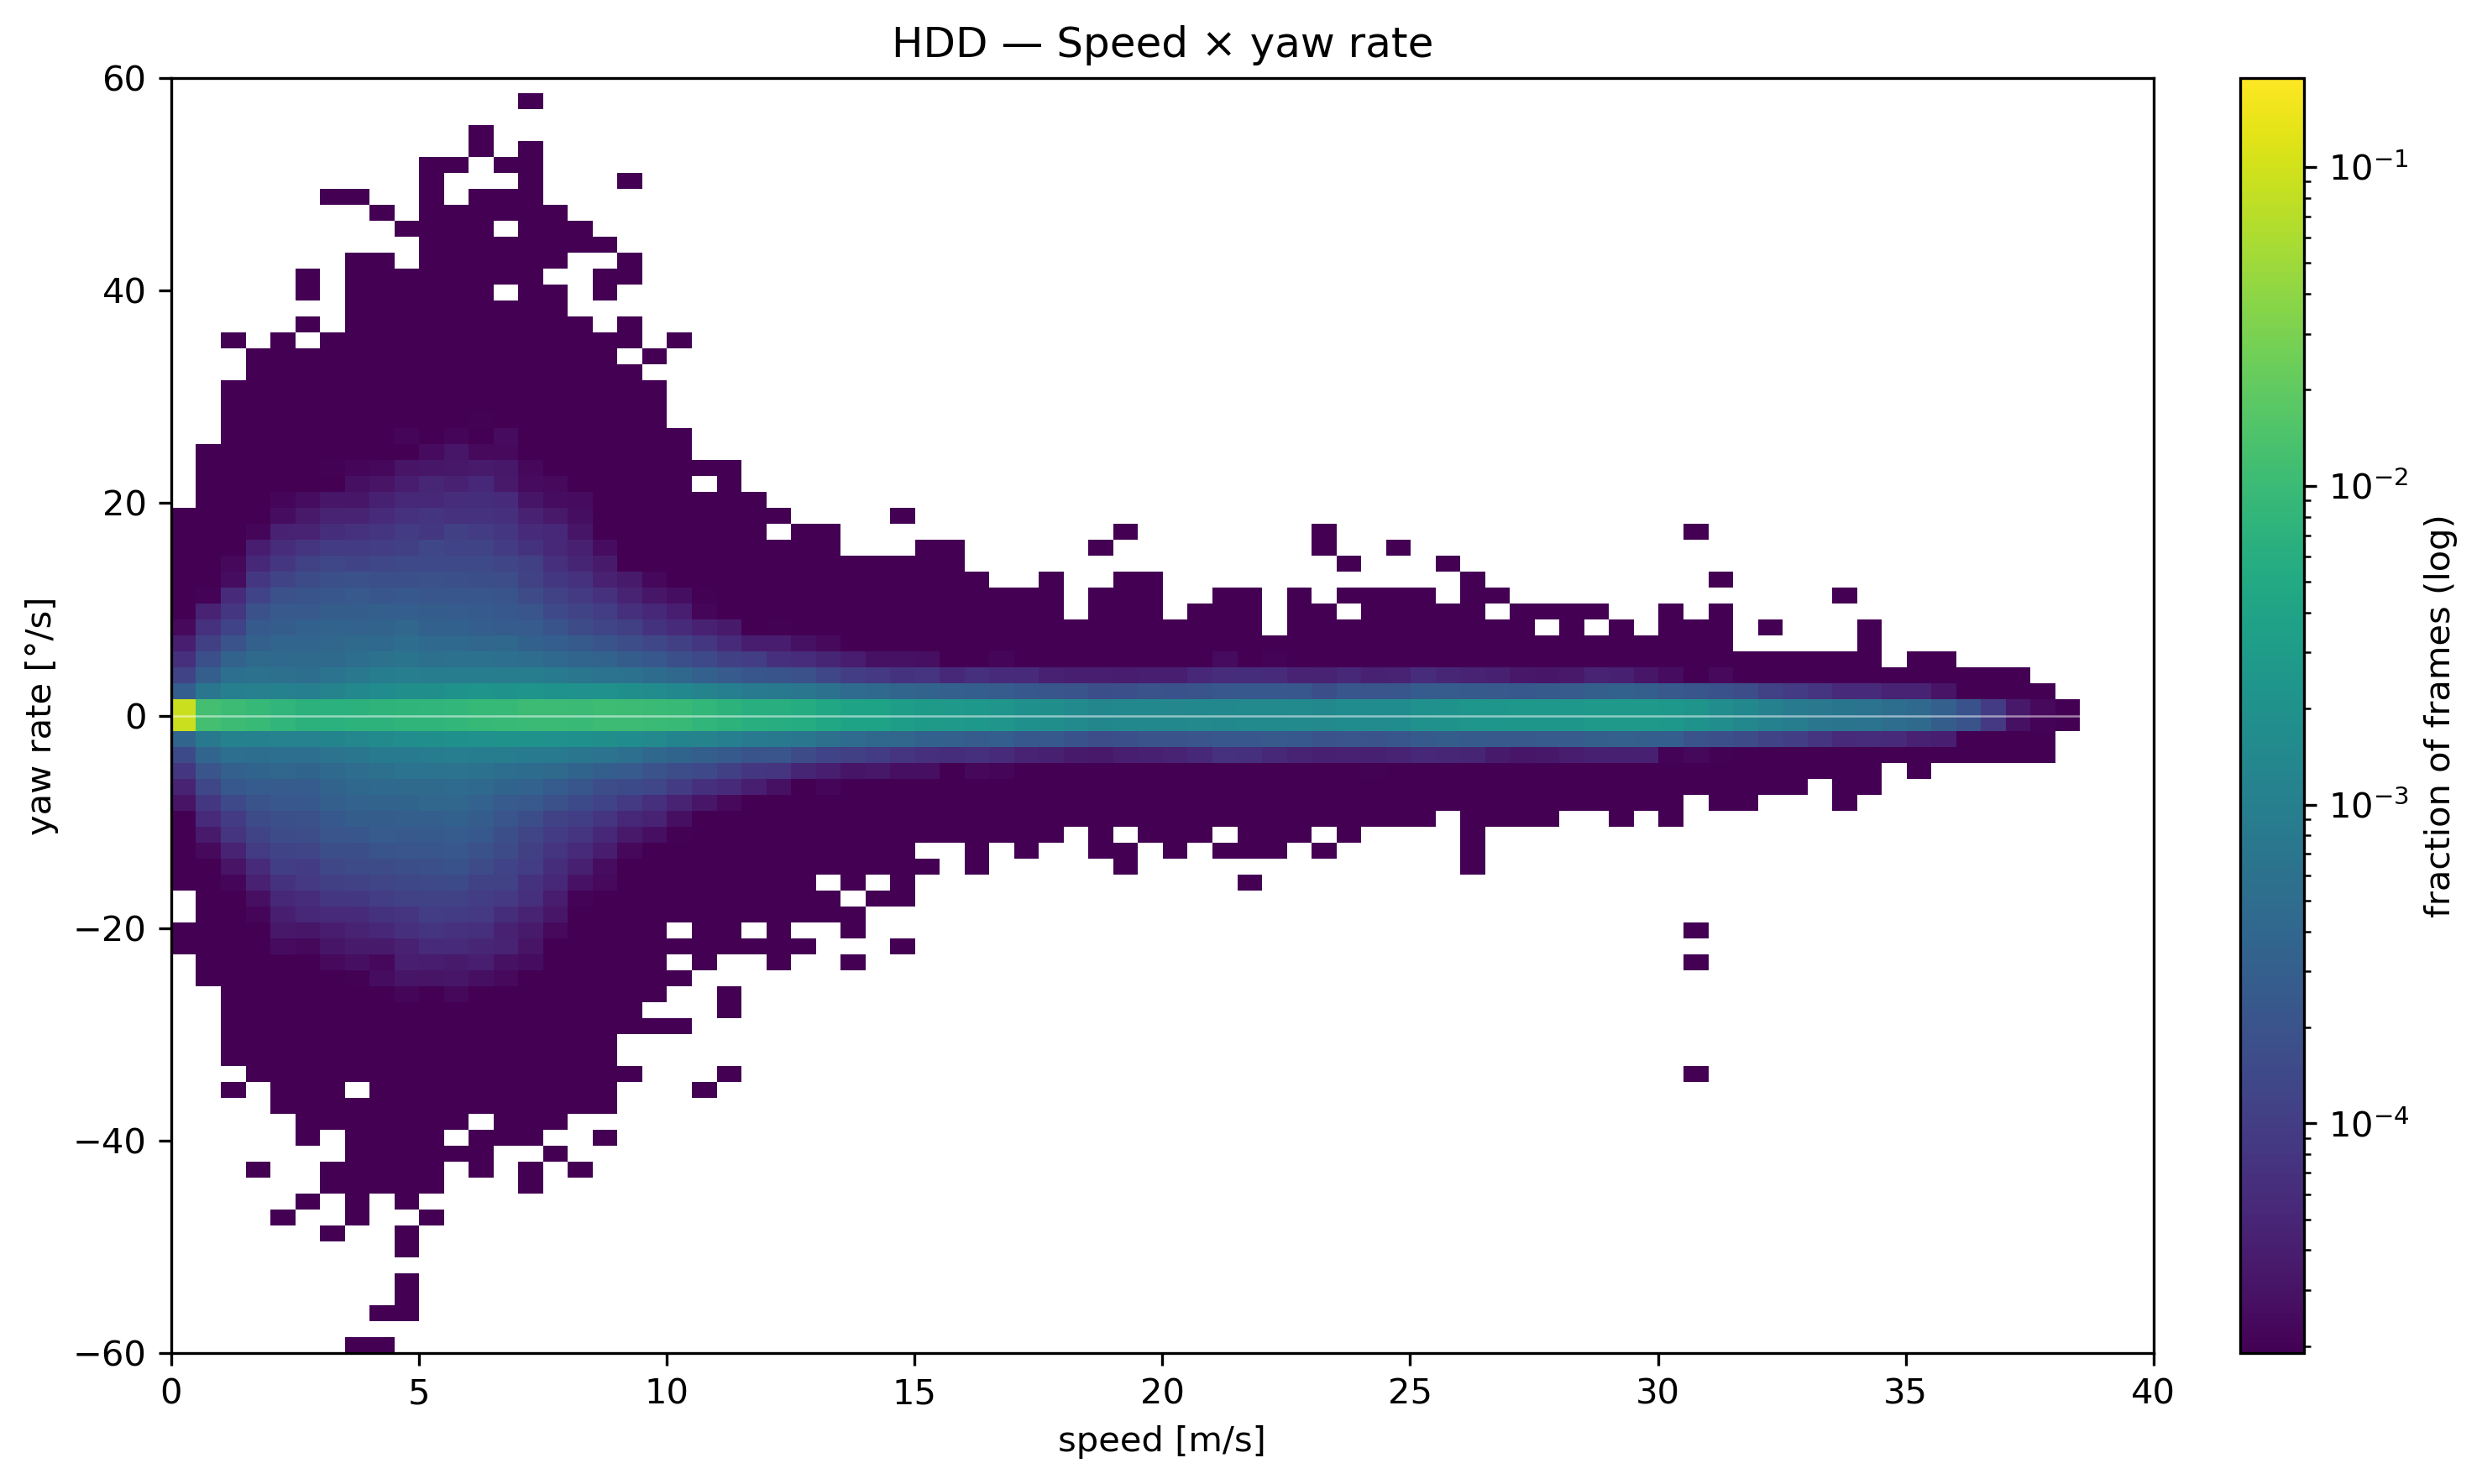 HDD — Speed × yaw rate
60
40
20
0
−20
−40
−60
yaw rate [°/s]
0 5 10 15 20 25 30 35 40
speed [m/s]
10⁻¹
10⁻²
10⁻³
10⁻⁴
fraction of frames (log)